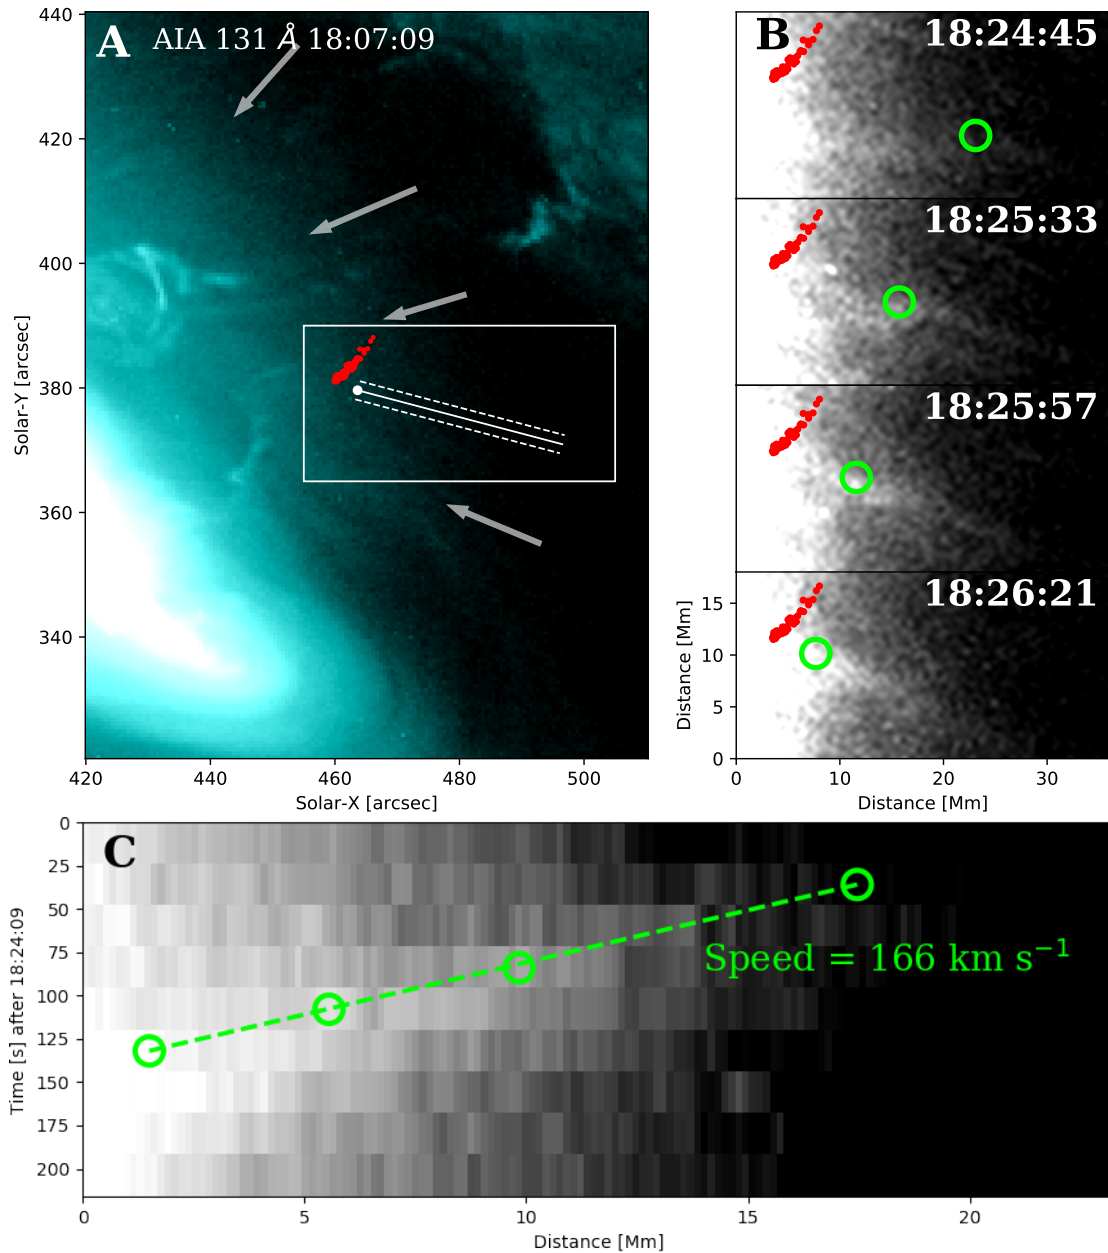 A AIA 131 Å 18:07:09
440
420
400
380
360
340
Solar-Y [arcsec]
420 440 460 480 500
Solar-X [arcsec]
B 18:24:45
18:25:33
18:25:57
18:26:21
15
10
5
0
Distance [Mm]
0 10 20 30
Distance [Mm]
C
0
25
50
75
100
125
150
175
200
Time [s] after 18:24:09
Speed = 166 km s⁻¹
0 5 10 15 20
Distance [Mm]